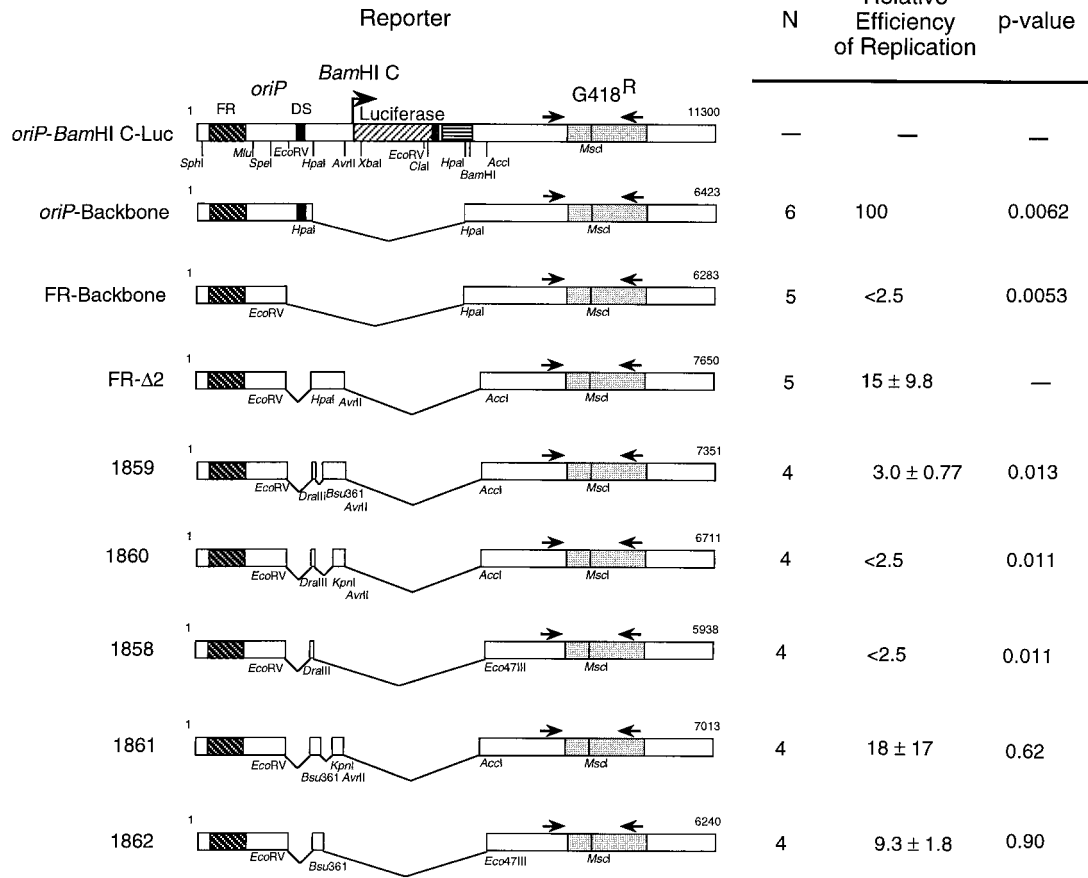 Reporter
N
Relative
Efficiency
of Replication
p-value
oriP
BamHI C
G418R
1
FR
DS
Luciferase
11300
oriP-BamHI C-Luc
— — —
SphI MluI SpeI EcoRV HpaI AvrII XbaI EcoRV ClaI HpaI BamHI AccI MscI
1
6423
oriP-Backbone
6 100 0.0062
HpaI HpaI MscI
1
6283
FR-Backbone
5 <2.5 0.0053
EcoRV HpaI MscI
1
7650
FR-Δ2
5 15 ± 9.8 —
EcoRV HpaI AvrII AccI MscI
1
7351
1859
4 3.0 ± 0.77 0.013
EcoRV DraIII Bsu361 AvrII AccI MscI
1
6711
1860
4 <2.5 0.011
EcoRV DraIII KpnI AvrII AccI MscI
1
5938
1858
4 <2.5 0.011
EcoRV DraIII Eco47III MscI
1
7013
1861
4 18 ± 17 0.62
EcoRV Bsu361 KpnI AvrII AccI MscI
1
6240
1862
4 9.3 ± 1.8 0.90
EcoRV Bsu361 Eco47III MscI